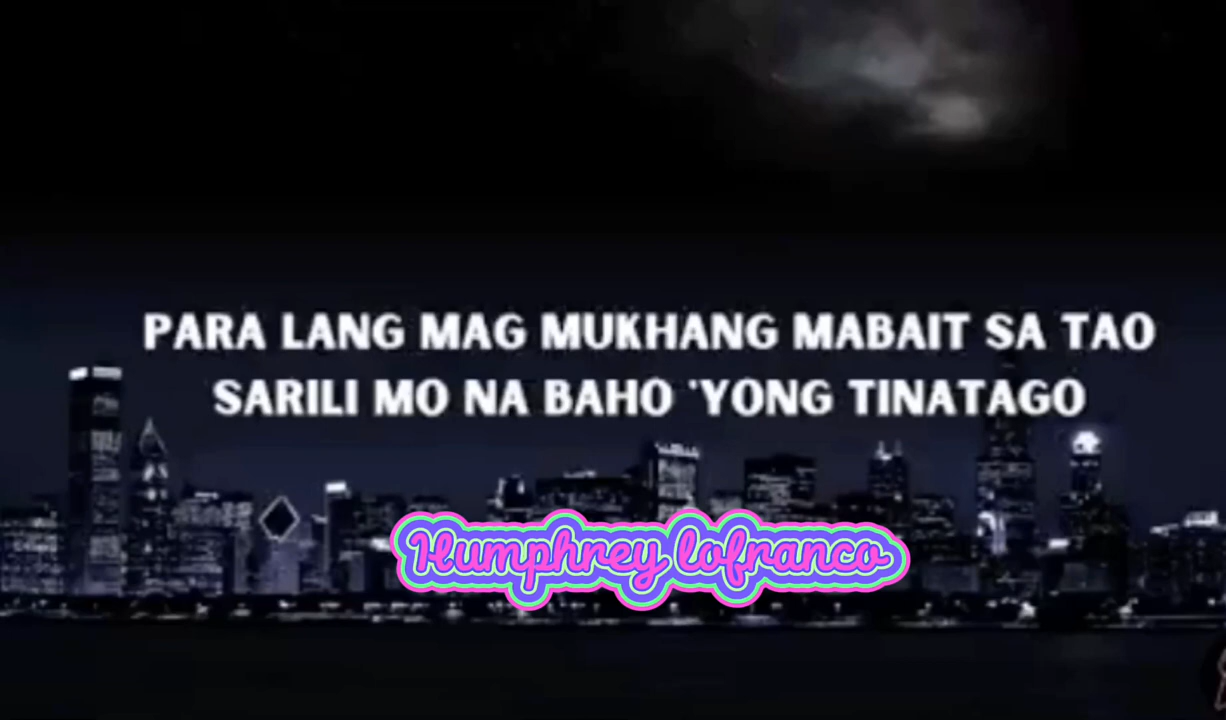 PARA LANG MAG MUKHANG MABAIT SA TAO
SARILI MO NA BAHO 'YONG TINATAGO
Humphrey lofranco